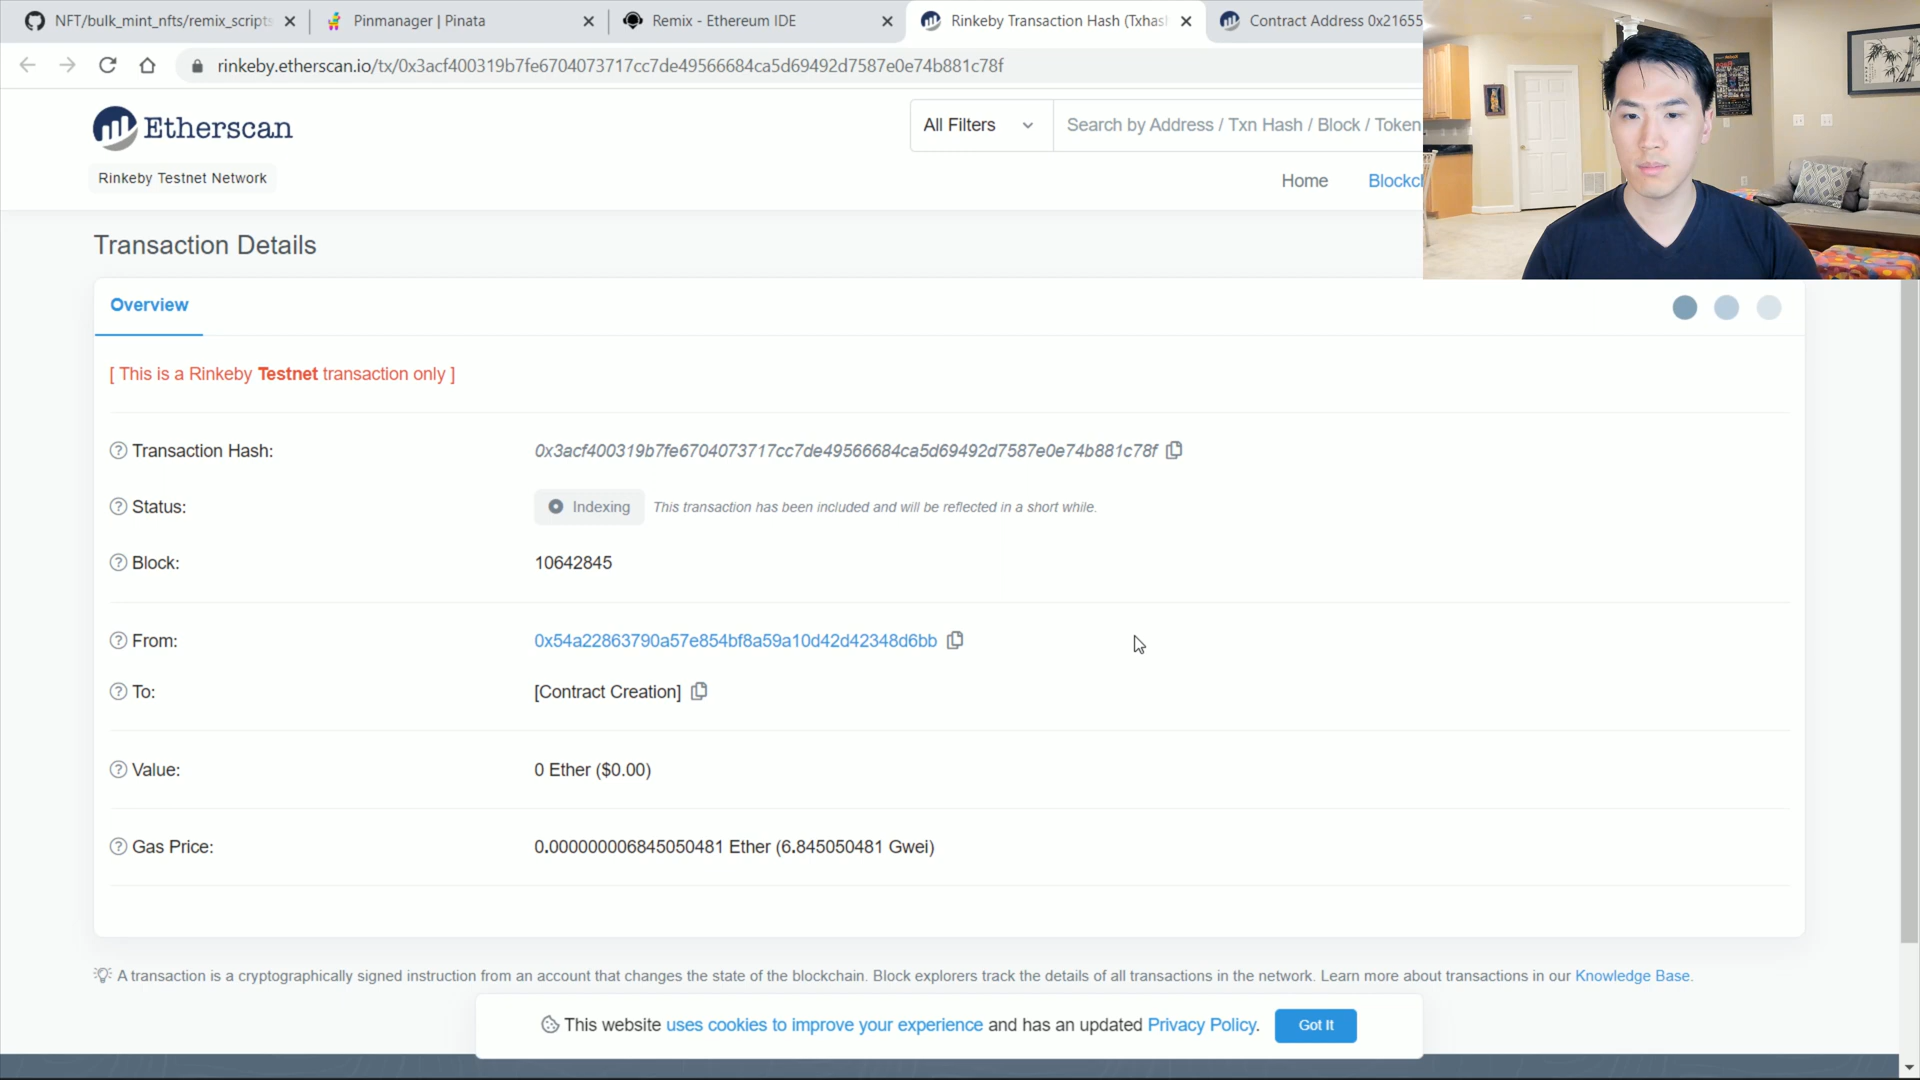 NFT/bulk_mint_nfts/remix_scripts
Pinmanager | Pinata
Remix - Ethereum IDE
Rinkeby Transaction Hash (Txhas
Contract Address 0x21655
rinkeby.etherscan.io/tx/0x3acf400319b7fe6704073717cc7de49566684ca5d69492d7587e0e74b881c78f
Etherscan
All Filters
Search by Address / Txn Hash / Block / Token
Rinkeby Testnet Network
Home
Blockch
Transaction Details
Overview
[ This is a Rinkeby Testnet transaction only ]
Transaction Hash:
0x3acf400319b7fe6704073717cc7de49566684ca5d69492d7587e0e74b881c78f
Status:
Indexing
This transaction has been included and will be reflected in a short while.
Block:
10642845
From:
0x54a22863790a57e854bf8a59a10d42d42348d6bb
To:
[Contract Creation]
Value:
0 Ether ($0.00)
Gas Price:
0.000000006845050481 Ether (6.845050481 Gwei)
A transaction is a cryptographically signed instruction from an account that changes the state of the blockchain. Block explorers track the details of all transactions in the network. Learn more about transactions in our Knowledge Base.
This website uses cookies to improve your experience and has an updated Privacy Policy.
Got It